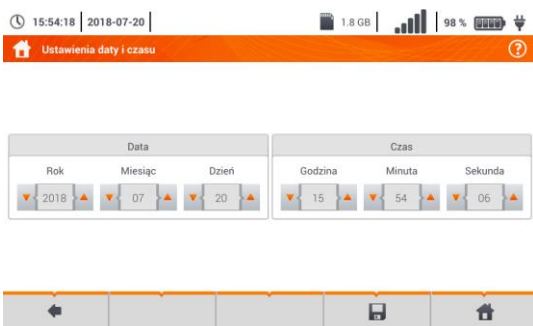 15:54:18 2018-07-20 1.8 GB 98 %
Ustawienia daty i czasu ?
Data Czas
Rok Miesiąc Dzień Godzina Minuta Sekunda
2018 07 20 15 54 06